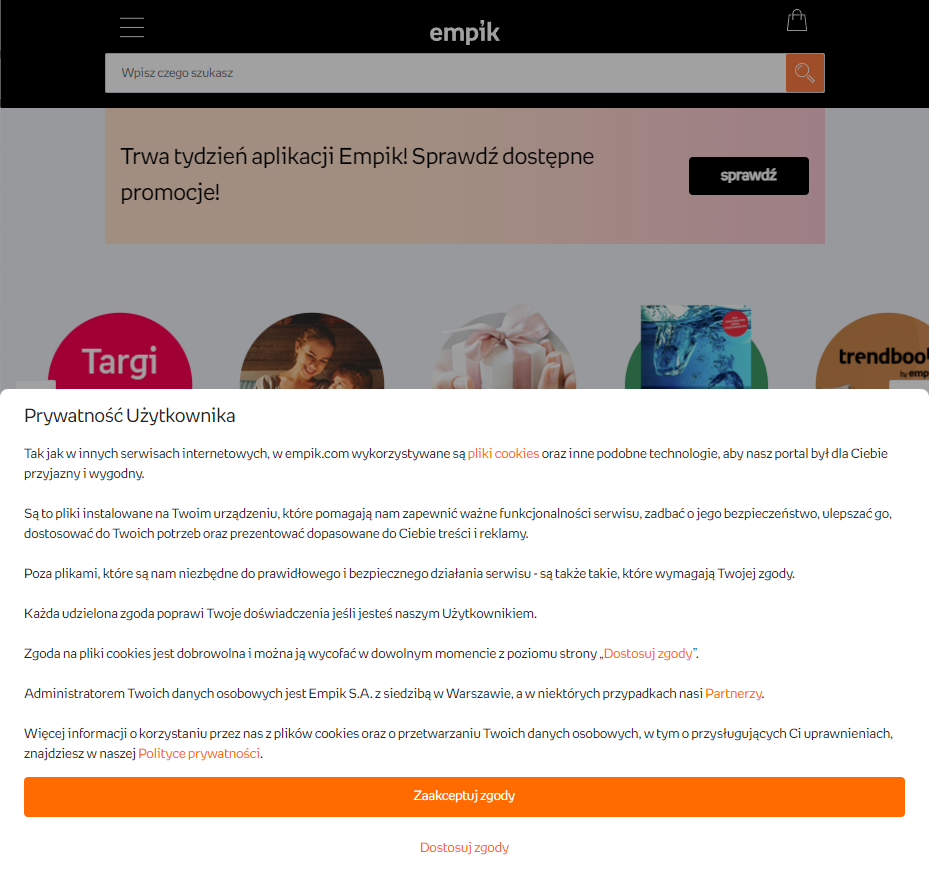 empik
Wpisz czego szukasz
Trwa tydzień aplikacji Empik! Sprawdź dostępne
promocje!
sprawdź
Targi
trendboo
by emp
Prywatność Użytkownika
Tak jak w innych serwisach internetowych, w empik.com wykorzystywane są pliki cookies oraz inne podobne technologie, aby nasz portal był dla Ciebie
przyjazny i wygodny.
Są to pliki instalowane na Twoim urządzeniu, które pomagają nam zapewnić ważne funkcjonalności serwisu, zadbać o jego bezpieczeństwo, ulepszać go,
dostosować do Twoich potrzeb oraz prezentować dopasowane do Ciebie treści i reklamy.
Poza plikami, które są nam niezbędne do prawidłowego i bezpiecznego działania serwisu - są także takie, które wymagają Twojej zgody.
Każda udzielona zgoda poprawi Twoje doświadczenia jeśli jesteś naszym Użytkownikiem.
Zgoda na pliki cookies jest dobrowolna i można ją wycofać w dowolnym momencie z poziomu strony „Dostosuj zgody”.
Administratorem Twoich danych osobowych jest Empik S.A. z siedzibą w Warszawie, a w niektórych przypadkach nasi Partnerzy.
Więcej informacji o korzystaniu przez nas z plików cookies oraz o przetwarzaniu Twoich danych osobowych, w tym o przysługujących Ci uprawnieniach,
znajdziesz w naszej Polityce prywatności.
Zaakceptuj zgody
Dostosuj zgody